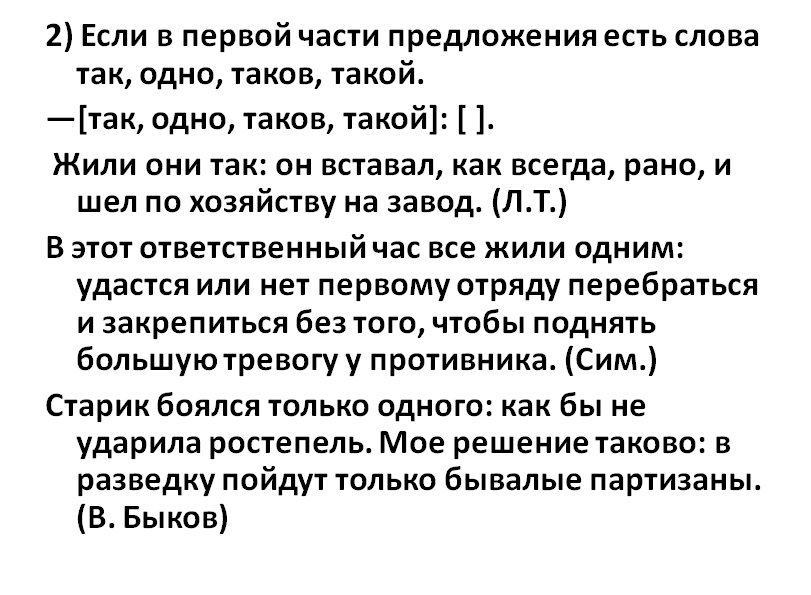 2) Если в первой части предложения есть слова
так, одно, таков, такой.
—[так, одно, таков, такой]: [ ].
Жили они так: он вставал, как всегда, рано, и
шел по хозяйству на завод. (Л.Т.)
В этот ответственный час все жили одним:
удастся или нет первому отряду перебраться
и закрепиться без того, чтобы поднять
большую тревогу у противника. (Сим.)
Старик боялся только одного: как бы не
ударила ростепель. Мое решение таково: в
разведку пойдут только бывалые партизаны.
(В. Быков)